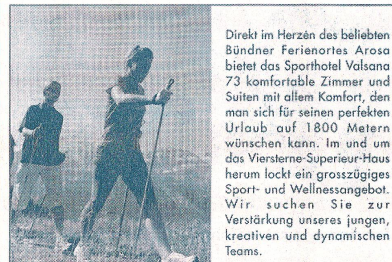 Direkt im Herzen des beliebten
Bündner Ferienortes Arosa
bietet das Sporthotel Valsana
73 komfortable Zimmer und
Suiten mit allem Komfort, den
man sich für seinen perfekten
Urlaub auf 1800 Metern
wünschen kann. Im und um
das Viersterne-Superieur-Haus
herum lockt ein grosszügiges
Sport- und Wellnessangebot.
Wir suchen Sie zur
Verstärkung unseres jungen,
kreativen und dynamischen
Teams.